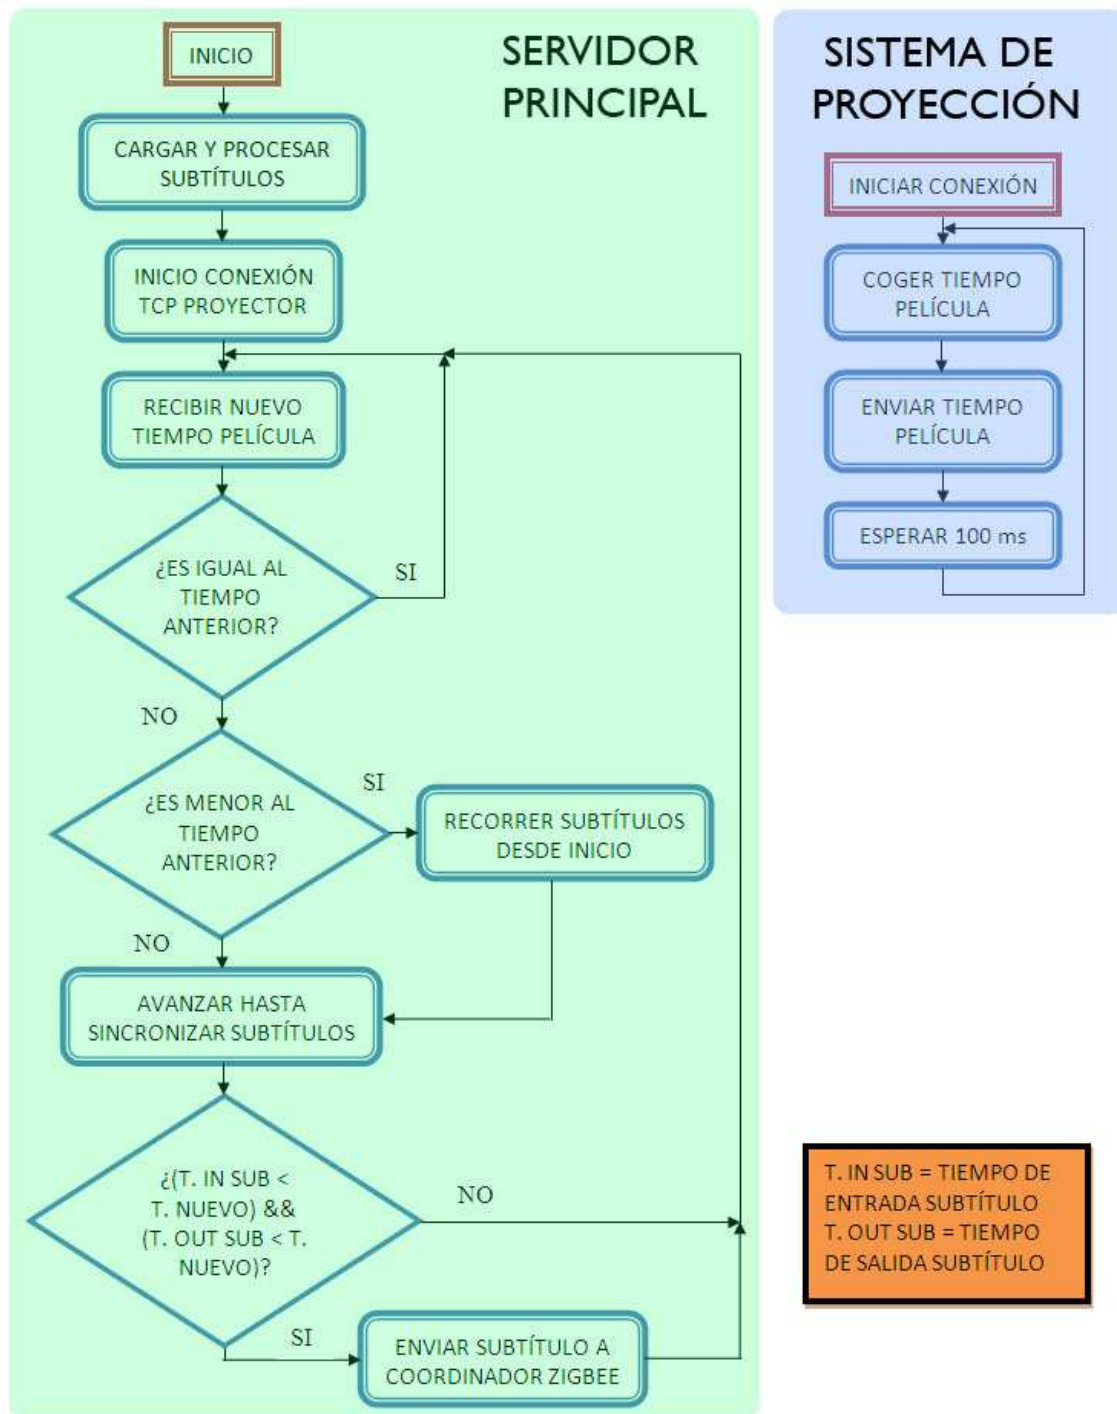 SERVIDOR
PRINCIPAL
INICIO
CARGAR Y PROCESAR
SUBTÍTULOS
INICIO CONEXIÓN
TCP PROYECTOR
RECIBIR NUEVO
TIEMPO PELÍCULA
¿ES IGUAL AL
TIEMPO
ANTERIOR?
SI
NO
¿ES MENOR AL
TIEMPO
ANTERIOR?
SI
RECORRER SUBTÍTULOS
DESDE INICIO
NO
AVANZAR HASTA
SINCRONIZAR SUBTÍTULOS
¿(T. IN SUB <
T. NUEVO) &&
(T. OUT SUB < T.
NUEVO)?
NO
SI
ENVIAR SUBTÍTULO A
COORDINADOR ZIGBEE
SISTEMA DE
PROYECCIÓN
INICIAR CONEXIÓN
COGER TIEMPO
PELÍCULA
ENVIAR TIEMPO
PELÍCULA
ESPERAR 100 ms
T. IN SUB = TIEMPO DE
ENTRADA SUBTÍTULO
T. OUT SUB = TIEMPO
DE SALIDA SUBTÍTULO